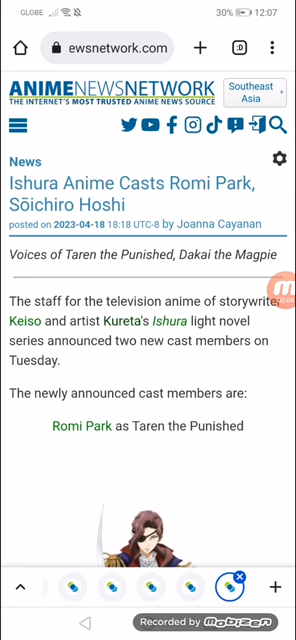 GLOBE 30% 12:07
ewsnetwork.com :D
ANIMENEWSNETWORK
THE INTERNET'S MOST TRUSTED ANIME NEWS SOURCE
Southeast
Asia
News
Ishura Anime Casts Romi Park,
Sōichiro Hoshi
posted on 2023-04-18 18:18 UTC-8 by Joanna Cayanan
Voices of Taren the Punished, Dakai the Magpie
The staff for the television anime of storywriter
Keiso and artist Kureta's Ishura light novel
series announced two new cast members on
Tuesday.
The newly announced cast members are:
Romi Park as Taren the Punished
Recorded by mobizen